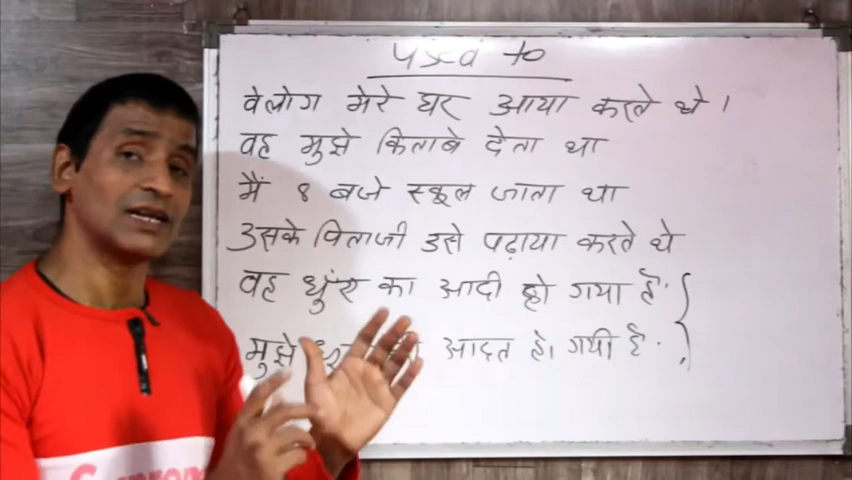 used to
वे लोग मेरे घर आया करते थे।
वह मुझे किताबे देता था
मैं 8 बजे स्कूल जाता था
उसके पिताजी उसे पढ़ाया करते थे
वह धुंए का आदी हो गया है.
मुझे आदत हो गयी है.